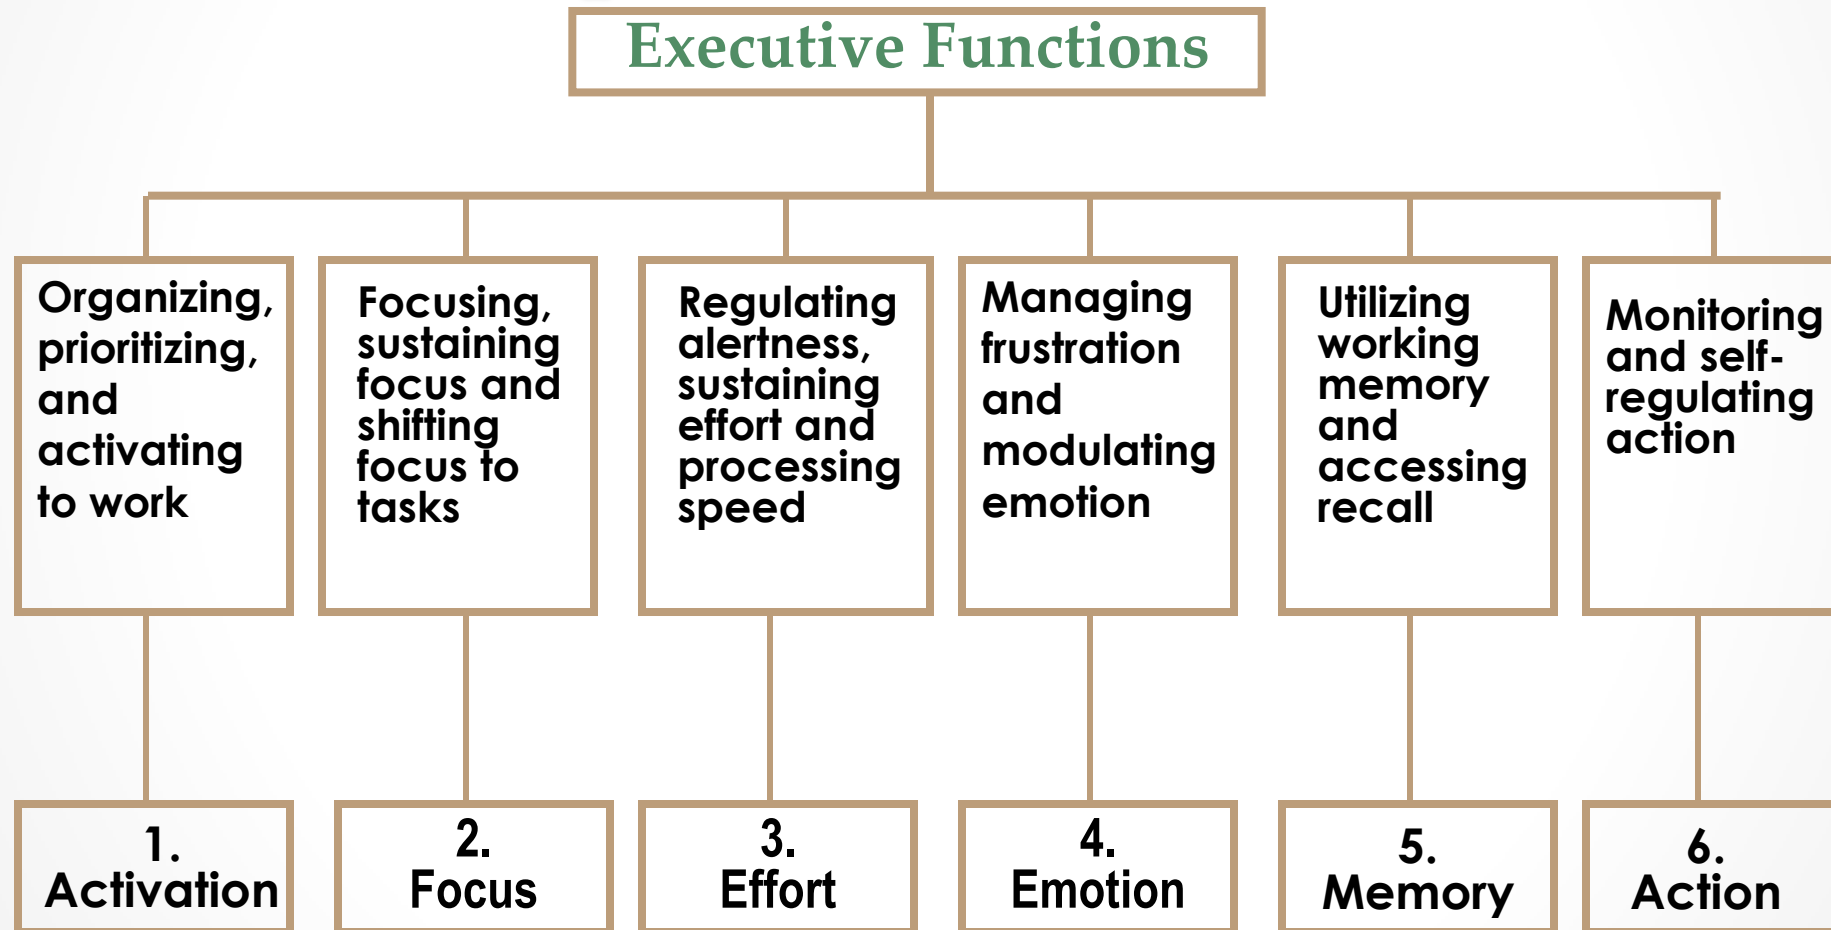 Executive Functions
Organizing,
prioritizing,
and
activating
to work
Focusing,
sustaining
focus and
shifting
focus to
tasks
Regulating
alertness,
sustaining
effort and
processing
speed
Managing
frustration
and
modulating
emotion
Utilizing
working
memory
and
accessing
recall
Monitoring
and self-
regulating
action
1.
Activation
2.
Focus
3.
Effort
4.
Emotion
5.
Memory
6.
Action